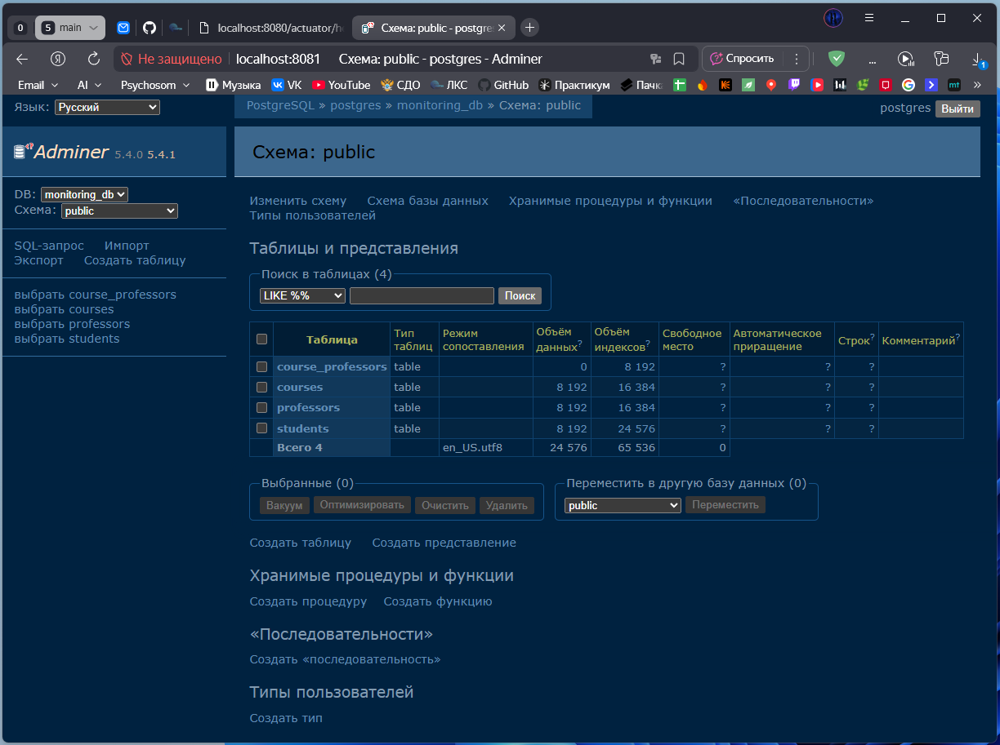 0
5 main
localhost:8080/actuator/he
Схема: public - postgres
Не защищено localhost:8081 Схема: public - postgres - Adminer
Спросить
1
Email AI Psychosom Музыка VK YouTube СДО ЛКС GitHub Практикум Пачка
Язык: Русский
PostgreSQL » postgres » monitoring_db » Схема: public
postgres Выйти
Adminer 5.4.0 5.4.1
Схема: public
DB: monitoring_db
Схема: public
SQL-запрос Импорт
Экспорт Создать таблицу
выбрать course_professors
выбрать courses
выбрать professors
выбрать students
Изменить схему Схема базы данных Хранимые процедуры и функции «Последовательности»
Типы пользователей
Таблицы и представления
Поиск в таблицах (4)
LIKE %% Поиск
Таблица Тип таблиц Режим сопоставления Объём данных? Объём индексов? Свободное место Автоматическое приращение Строк? Комментарий?
course_professors table 0 8 192 ? ? ?
courses table 8 192 16 384 ? ? ?
professors table 8 192 16 384 ? ? ?
students table 8 192 24 576 ? ? ?
Всего 4 en_US.utf8 24 576 65 536 0
Выбранные (0)
Вакуум Оптимизировать Очистить Удалить
Переместить в другую базу данных (0)
public Переместить
Создать таблицу Создать представление
Хранимые процедуры и функции
Создать процедуру Создать функцию
«Последовательности»
Создать «последовательность»
Типы пользователей
Создать тип